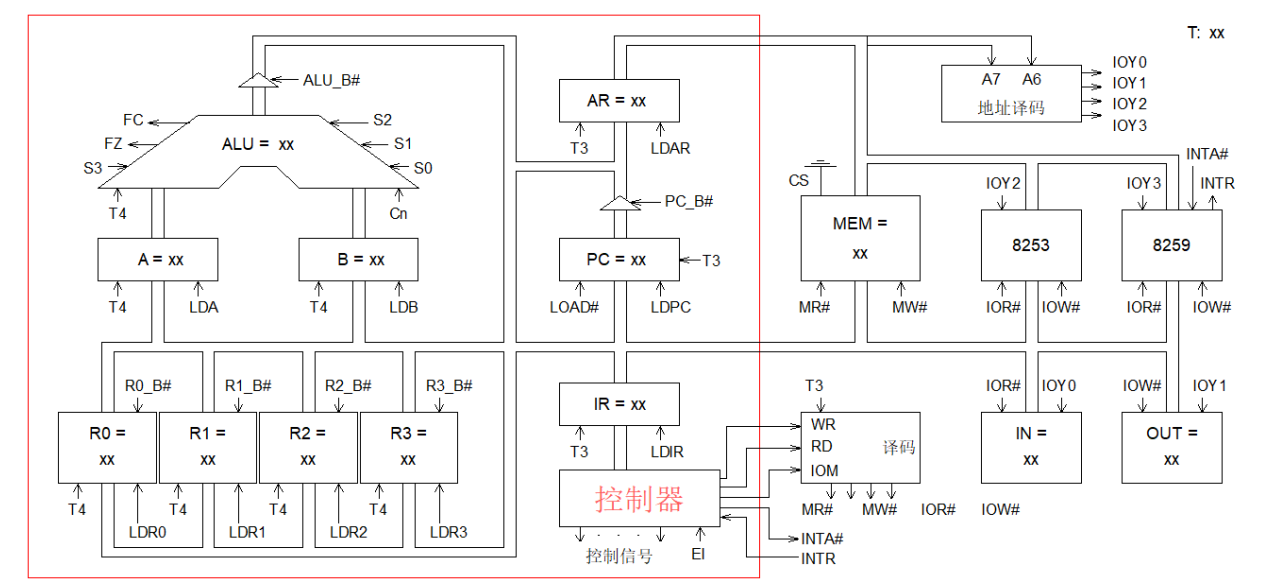 T: xx
ALU_B#
FC
S2
FZ
ALU = xx
S1
S3
S0
T4
Cn
A = xx
B = xx
T4
LDA
T4
LDB
AR = xx
T3
LDAR
PC_B#
PC = xx
T3
LOAD#
LDPC
A7 A6
地址译码
IOY0
IOY1
IOY2
IOY3
CS
MEM =
xx
MR#
MW#
IOY2
8253
IOR#
IOW#
INTA#
IOY3
INTR
8259
IOR#
IOW#
R0_B#
R1_B#
R2_B#
R3_B#
R0 =
xx
R1 =
xx
R2 =
xx
R3 =
xx
T4
T4
T4
T4
LDR0
LDR1
LDR2
LDR3
IR = xx
T3
LDIR
控制器
控制信号
· · ·
EI
INTA#
INTR
T3
WR
RD
IOM
译码
MR#
MW#
IOR#
IOW#
IOR#
IOY0
IN =
xx
IOW#
IOY1
OUT =
xx